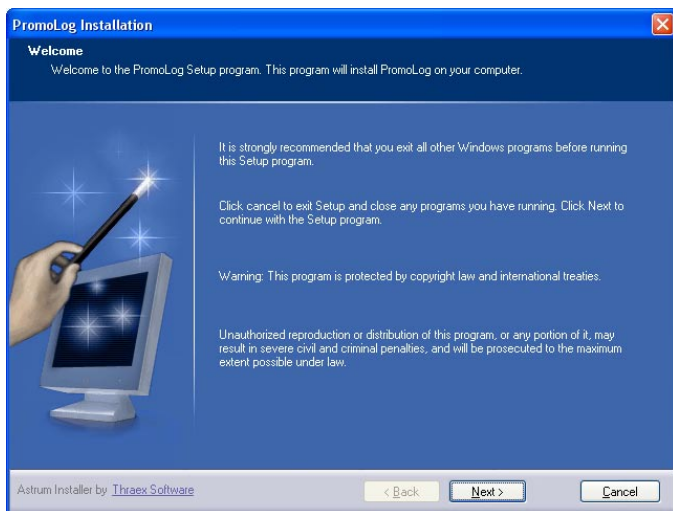 PromoLog Installation
Welcome
Welcome to the PromoLog Setup program. This program will install PromoLog on your computer.
It is strongly recommended that you exit all other Windows programs before running
this Setup program.
Click cancel to exit Setup and close any programs you have running. Click Next to
continue with the Setup program.
Warning: This program is protected by copyright law and international treaties.
Unauthorized reproduction or distribution of this program, or any portion of it, may
result in severe civil and criminal penalties, and will be prosecuted to the maximum
extent possible under law.
Astrum Installer by Thraex Software
< Back Next > Cancel